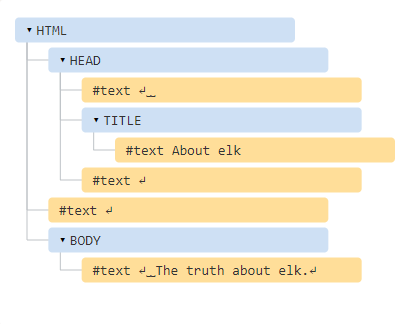 ▾ HTML
▾ HEAD
#text ↵␣␣
▾ TITLE
#text About elk
#text ↵
#text ↵
▾ BODY
#text ↵␣␣The truth about elk.↵